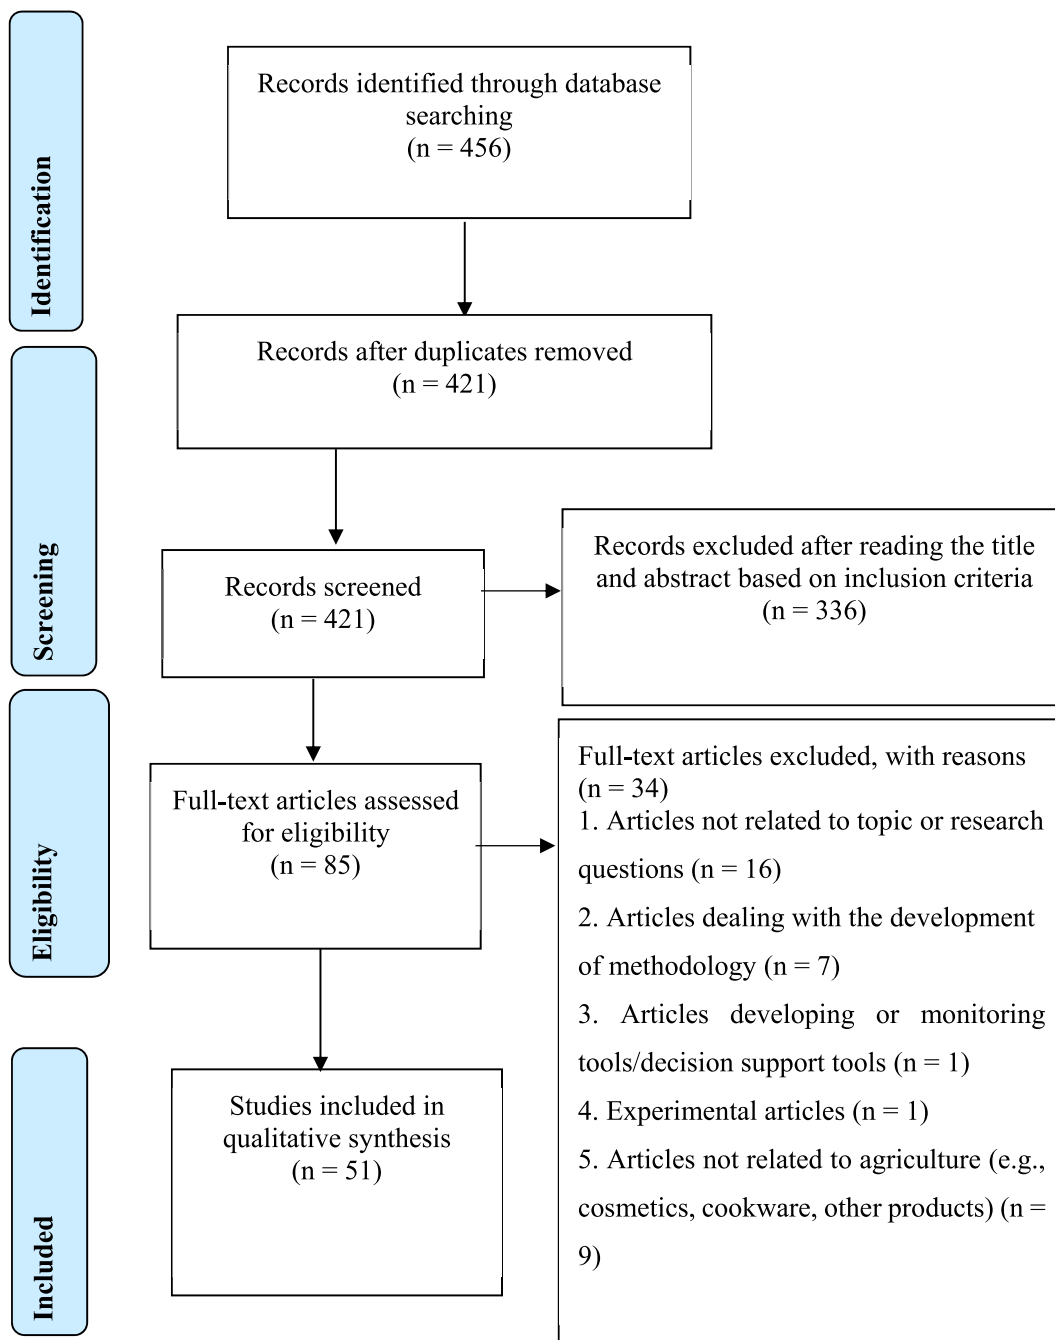 Identification
Records identified through database
searching
(n = 456)
Records after duplicates removed
(n = 421)
Screening
Records screened
(n = 421)
Records excluded after reading the title
and abstract based on inclusion criteria
(n = 336)
Eligibility
Full-text articles assessed
for eligibility
(n = 85)
Full-text articles excluded, with reasons
(n = 34)
1. Articles not related to topic or research
questions (n = 16)
2. Articles dealing with the development
of methodology (n = 7)
3. Articles developing or monitoring
tools/decision support tools (n = 1)
4. Experimental articles (n = 1)
5. Articles not related to agriculture (e.g.,
cosmetics, cookware, other products) (n =
9)
Included
Studies included in
qualitative synthesis
(n = 51)